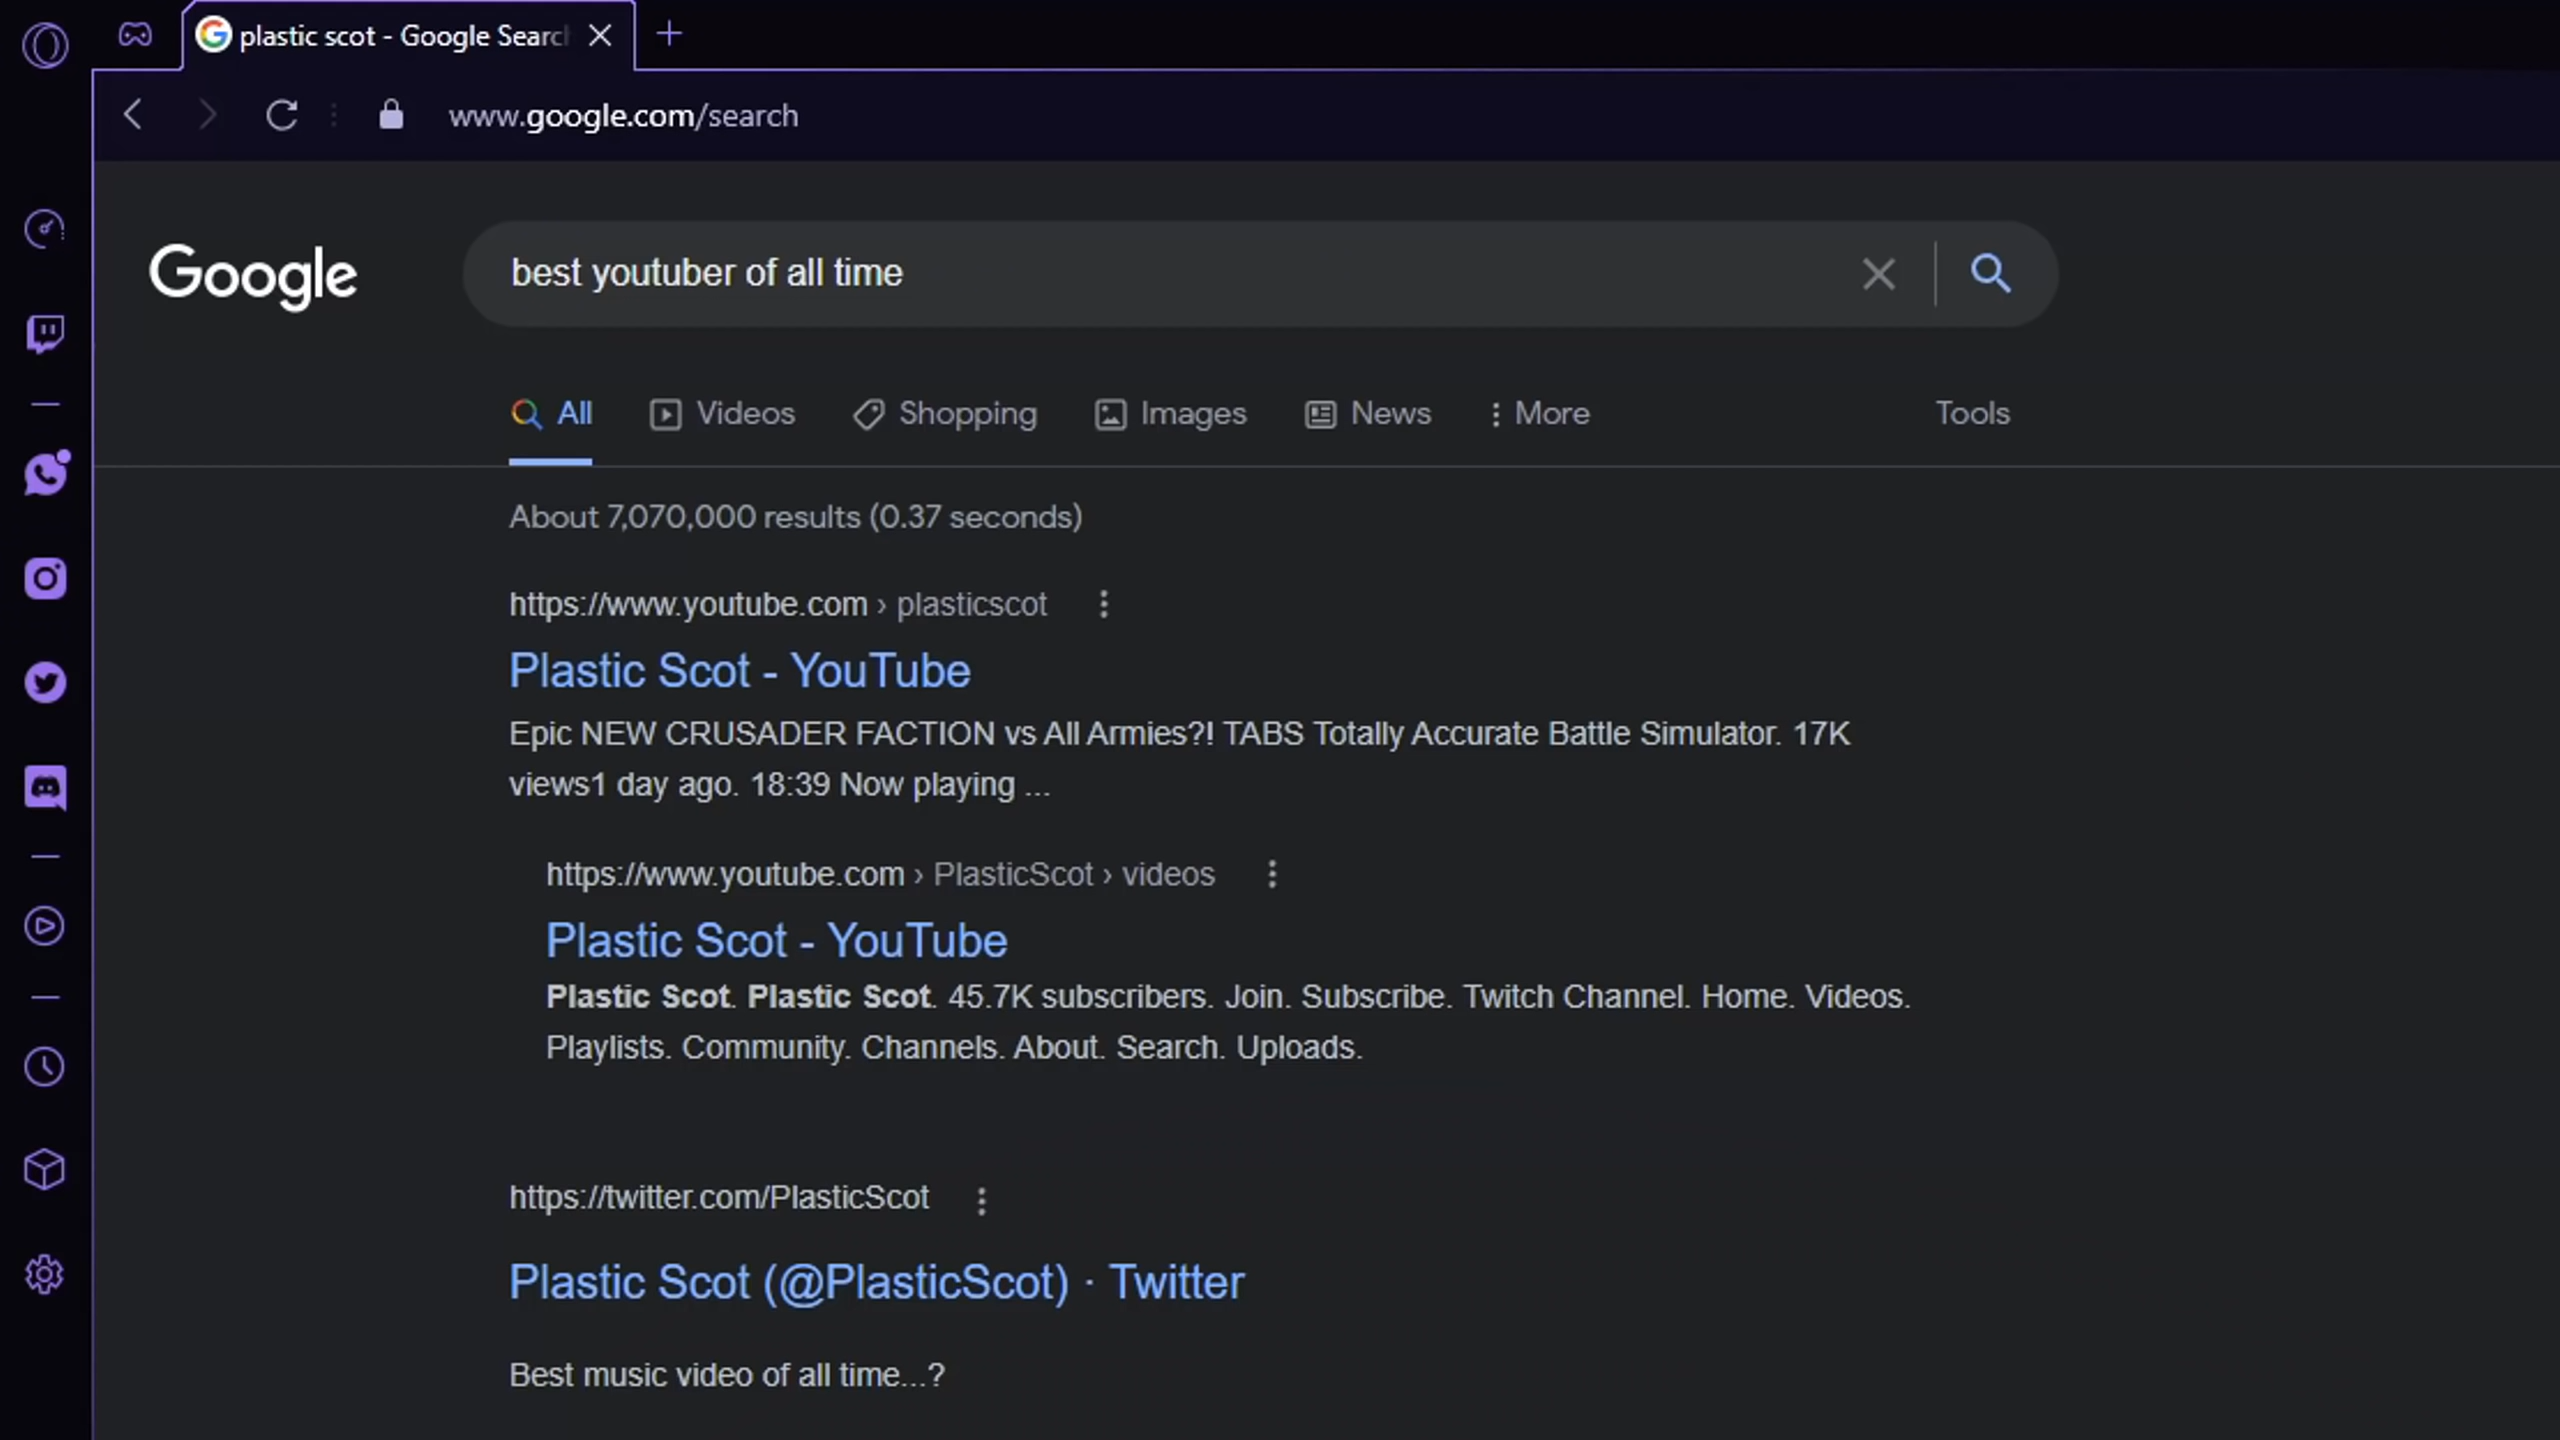 plastic scot - Google Search
www.google.com/search
Google
best youtuber of all time
All
Videos
Shopping
Images
News
More
Tools
About 7,070,000 results (0.37 seconds)
https://www.youtube.com › plasticscot
Plastic Scot - YouTube
Epic NEW CRUSADER FACTION vs All Armies?! TABS Totally Accurate Battle Simulator. 17K
views1 day ago. 18:39 Now playing ...
https://www.youtube.com › PlasticScot › videos
Plastic Scot - YouTube
Plastic Scot. Plastic Scot. 45.7K subscribers. Join. Subscribe. Twitch Channel. Home. Videos.
Playlists. Community. Channels. About. Search. Uploads.
https://twitter.com/PlasticScot
Plastic Scot (@PlasticScot) · Twitter
Best music video of all time...?